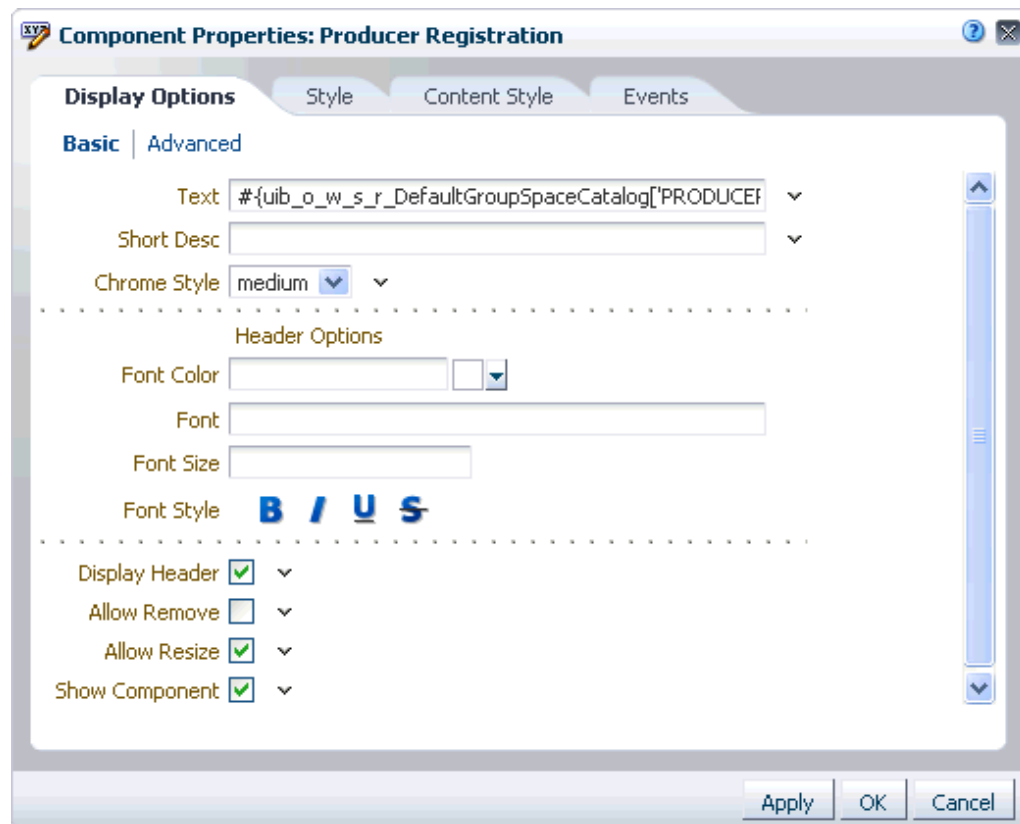 Component Properties: Producer Registration
Display Options Style Content Style Events
Basic Advanced
Text #{uib_o_w_s_r_DefaultGroupSpaceCatalog['PRODUCER
Short Desc
Chrome Style medium
Header Options
Font Color
Font
Font Size
Font Style B I U S
Display Header
Allow Remove
Allow Resize
Show Component
Apply OK Cancel